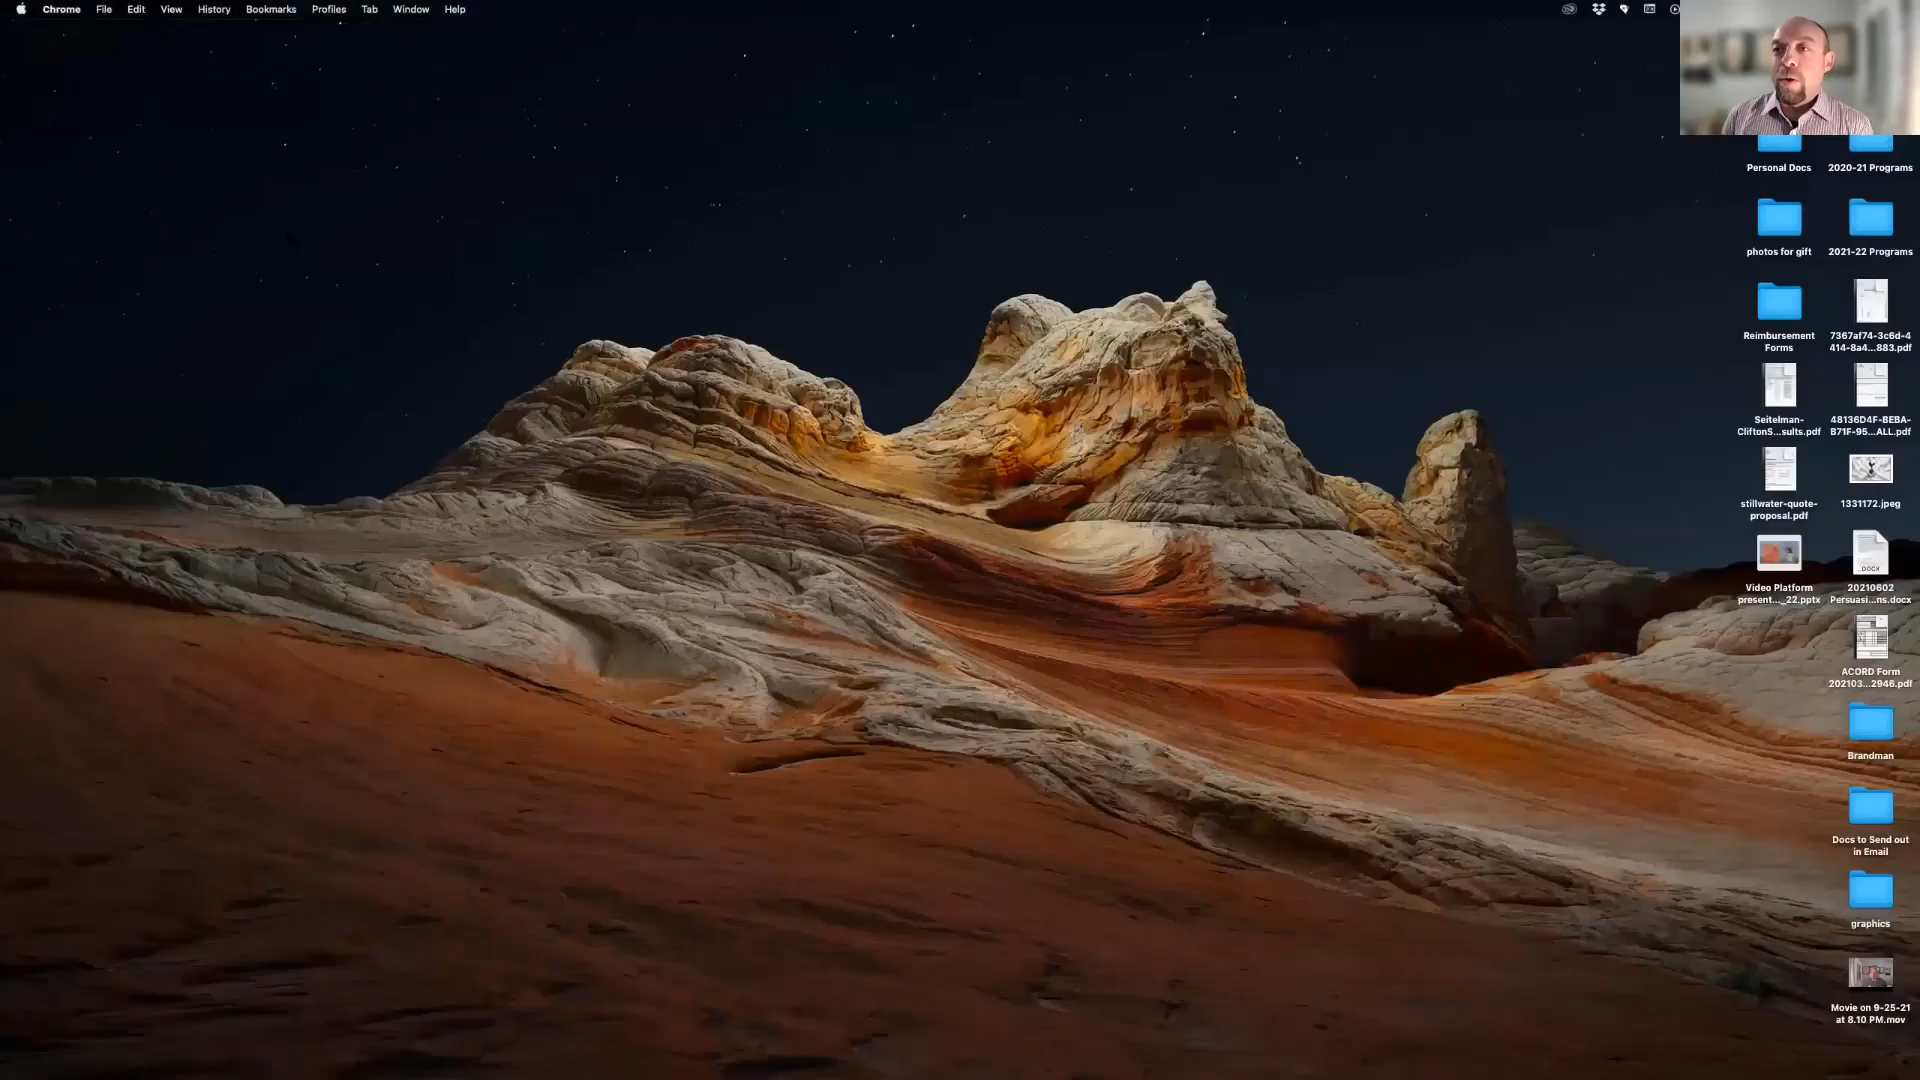 Chrome File Edit View History Bookmarks Profiles Tab Window Help
Personal Docs
2020-21 Programs
photos for gift
2021-22 Programs
Reimbursement
Forms
7367af74-3c6d-4
414-8a4...883.pdf
Seitelman-
CliftonS...sults.pdf
48136D4F-BEBA-
B71F-95...ALL.pdf
stillwater-quote-
proposal.pdf
1331172.jpeg
Video Platform
present..._22.pptx
DOCX
20210602
Persuasi...ns.docx
ACORD Form
202103...2946.pdf
Brandman
Docs to Send out
in Email
graphics
Movie on 9-25-21
at 8.10 PM.mov